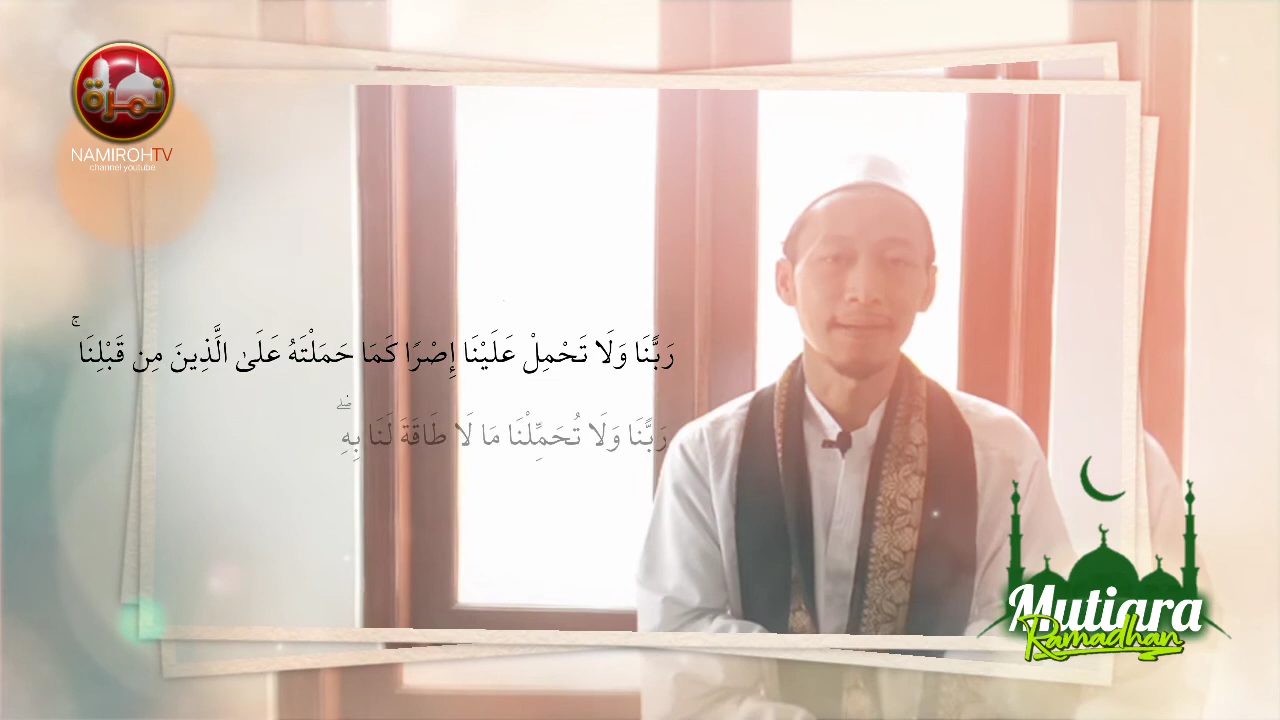 نمرة
NAMIROHTV
channel youtube
رَبَّنَا وَلَا تَحْمِلْ عَلَيْنَا إِصْرًا كَمَا حَمَلْتَهُ عَلَى الَّذِينَ مِن قَبْلِنَا ۚ
رَبَّنَا وَلَا تُحَمِّلْنَا مَا لَا طَاقَةَ لَنَا بِهِ ۖ
Mutiara
Ramadhan